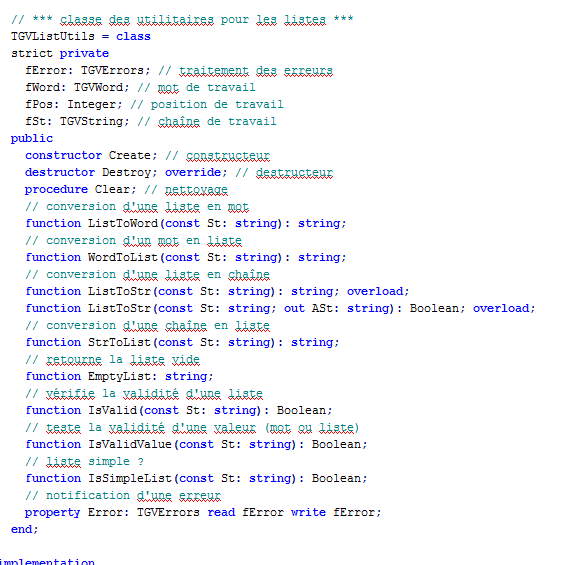 // *** classe des utilitaires pour les listes ***
TGVListUtils = class
strict private
fError: TGVErrors; // traitement des erreurs
fWord: TGVWord; // mot de travail
fPos: Integer; // position de travail
fSt: TGVString; // chaîne de travail
public
constructor Create; // constructeur
destructor Destroy; override; // destructeur
procedure Clear; // nettoyage
// conversion d'une liste en mot
function ListToWord(const St: string): string;
// conversion d'un mot en liste
function WordToList(const St: string): string;
// conversion d'une liste en chaîne
function ListToStr(const St: string): string; overload;
function ListToStr(const St: string; out ASt: string): Boolean; overload;
// conversion d'une chaîne en liste
function StrToList(const St: string): string;
// retourne la liste vide
function EmptyList: string;
// vérifie la validité d'une liste
function IsValid(const St: string): Boolean;
// teste la validité d'une valeur (mot ou liste)
function IsValidValue(const St: string): Boolean;
// liste simple ?
function IsSimpleList(const St: string): Boolean;
// notification d'une erreur
property Error: TGVErrors read fError write fError;
end;
implementation